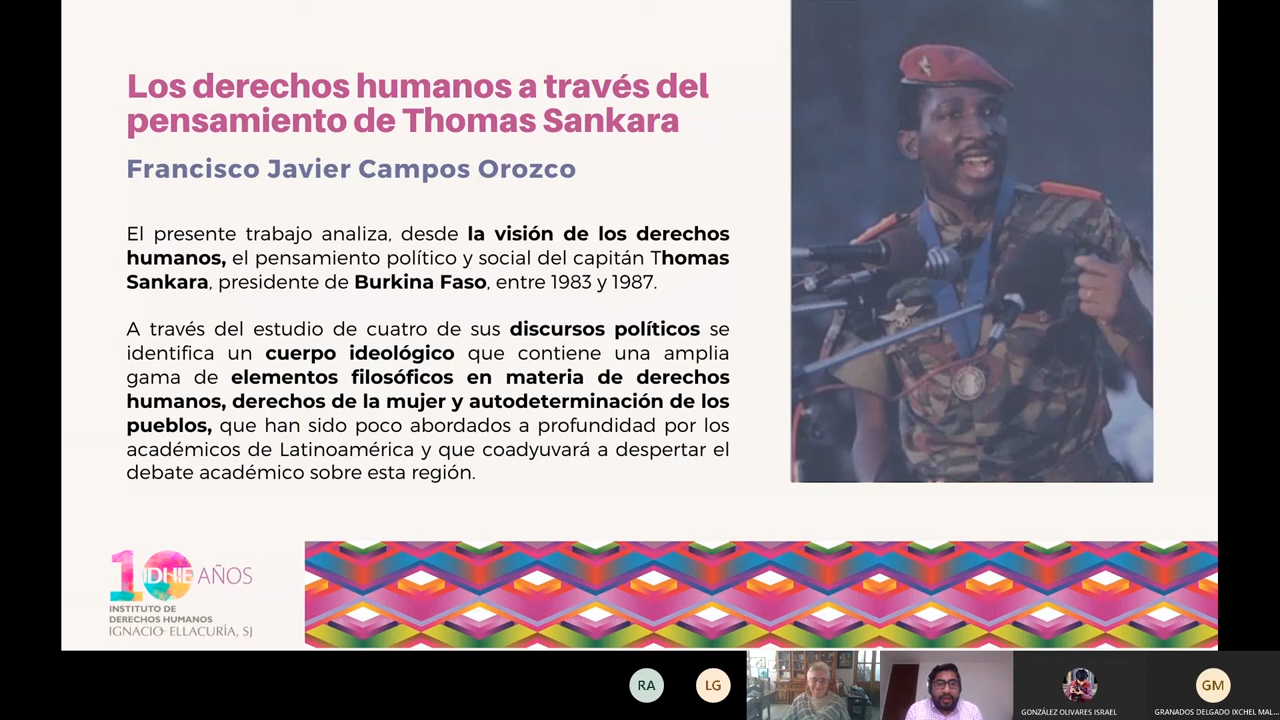 Los derechos humanos a través del
pensamiento de Thomas Sankara
Francisco Javier Campos Orozco
El presente trabajo analiza, desde la visión de los derechos
humanos, el pensamiento político y social del capitán Thomas
Sankara, presidente de Burkina Faso, entre 1983 y 1987.
A través del estudio de cuatro de sus discursos políticos se
identifica un cuerpo ideológico que contiene una amplia
gama de elementos filosóficos en materia de derechos
humanos, derechos de la mujer y autodeterminación de los
pueblos, que han sido poco abordados a profundidad por los
académicos de Latinoamérica y que coadyuvará a despertar el
debate académico sobre esta región.
10 IDHIE AÑOS
INSTITUTO DE
DERECHOS HUMANOS
IGNACIO ELLACURÍA, SJ
RA
LG
GONZÁLEZ OLIVARES ISRAEL
GM
GRANADOS DELGADO IXCHEL MAL...